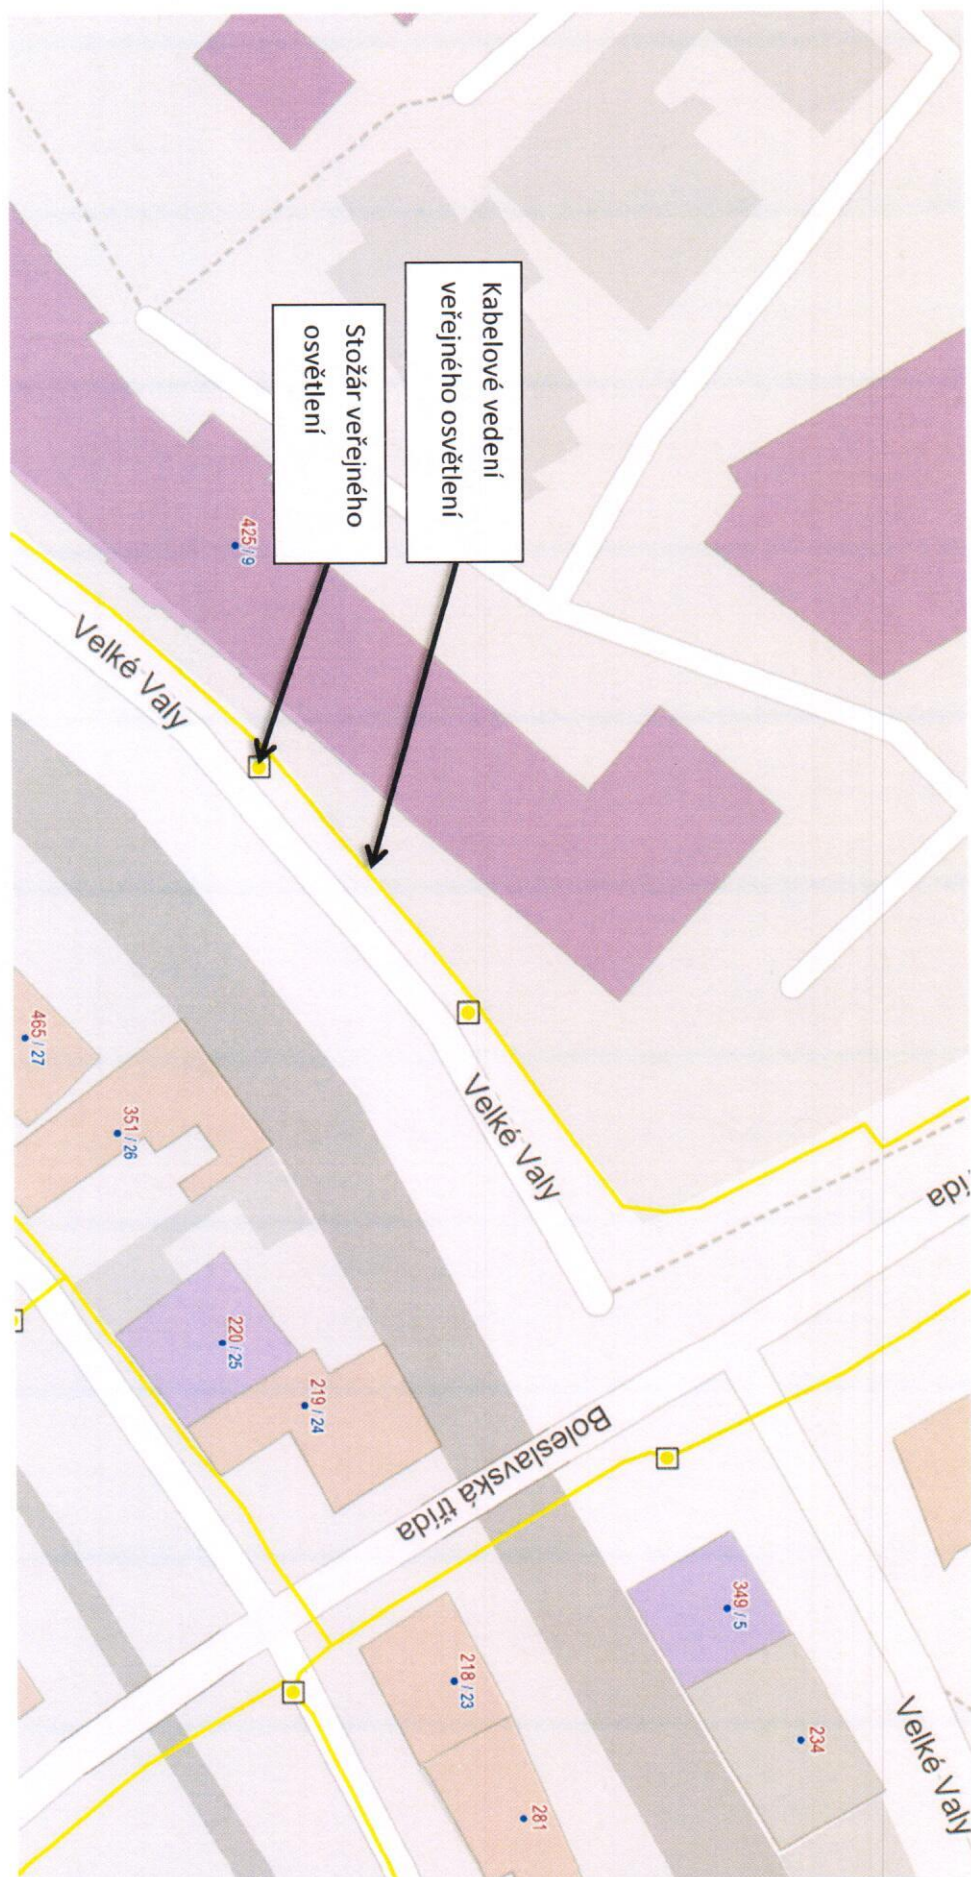 Kabelové vedení
veřejného osvětlení
Stožár veřejného
osvětlení
425 / 9
Velké Valy
Velké Valy
ída
465 / 27
351 / 26
220 / 25
219 / 24
Boleslavská třída
349 / 5
234
218 / 23
281
Velké Valy